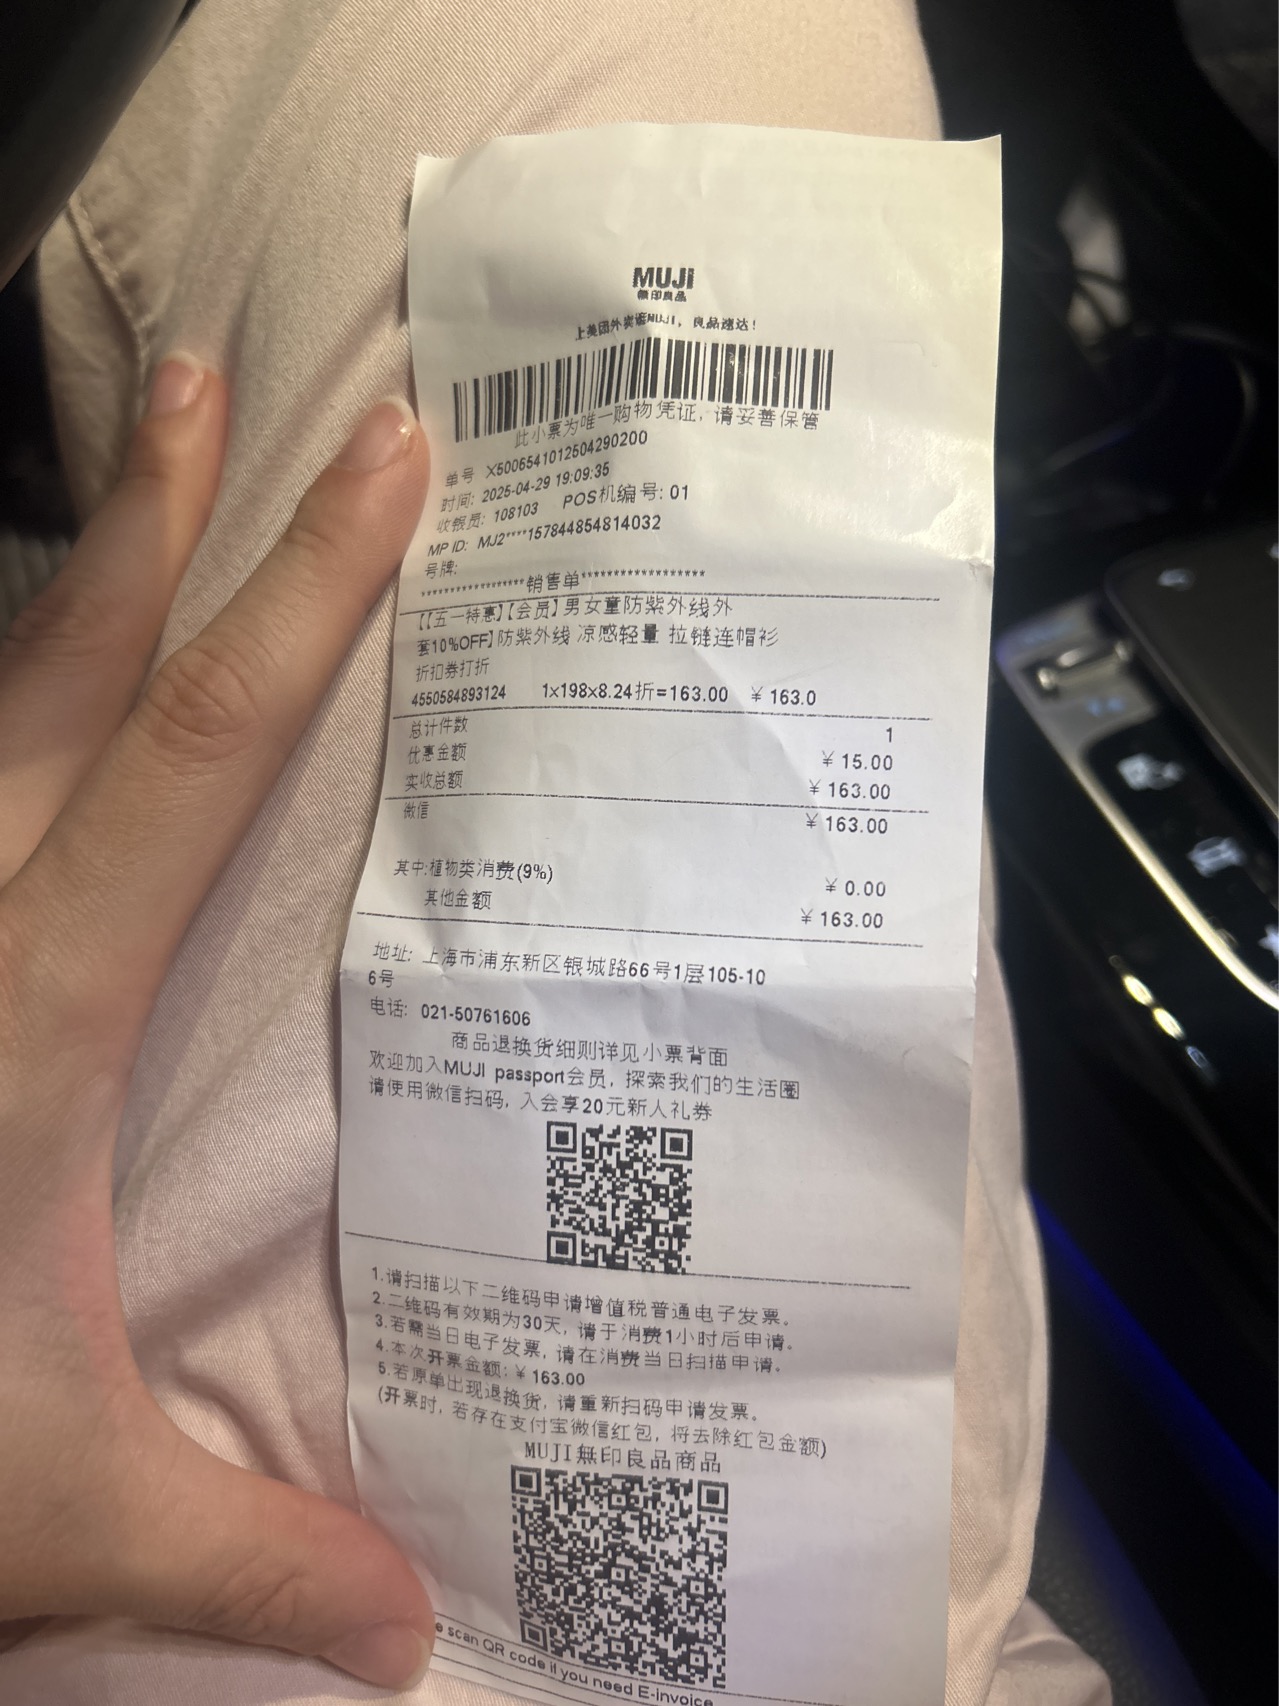 MUJI
無印良品
上美团外卖逛MUJI，良品速达！
此小票为唯一购物凭证，请妥善保管
单号 X5006541012504290200
时间: 2025-04-29 19:09:35
收银员: 108103 POS机编号: 01
MP ID: MJ2****157844854814032
号牌:
******************销售单******************
【【五一特惠】【会员】男女童防紫外线外
套10%OFF】防紫外线 凉感轻量 拉链连帽衫
折扣券打折
4550584893124 1×198×8.24折=163.00 ￥163.0
总计件数 1
优惠金额 ￥15.00
实收总额 ￥163.00
微信 ￥163.00
其中:植物类消费(9%) ￥0.00
其他金额 ￥163.00
地址: 上海市浦东新区银城路66号1层105-10
6号
电话: 021-50761606
商品退换货细则详见小票背面
欢迎加入MUJI passport会员，探索我们的生活圈
请使用微信扫码，入会享20元新人礼券
1.请扫描以下二维码申请增值税普通电子发票。
2.二维码有效期为30天，请于消费1小时后申请。
3.若需当日电子发票，请在消费当日扫描申请。
4.本次开票金额: ￥163.00
5.若原单出现退换货，请重新扫码申请发票。
(开票时，若存在支付宝微信红包，将去除红包金额)
MUJI無印良品商品
e scan QR code if you need E-invoice